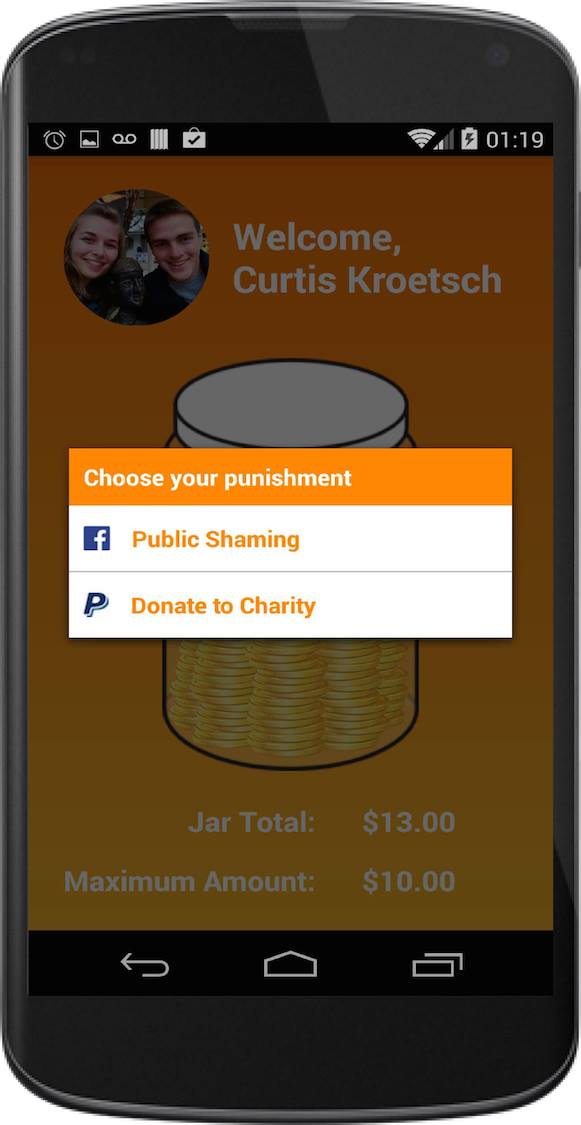 01:19
Welcome,
Curtis Kroetsch
Choose your punishment
Public Shaming
Donate to Charity
Jar Total: $13.00
Maximum Amount: $10.00